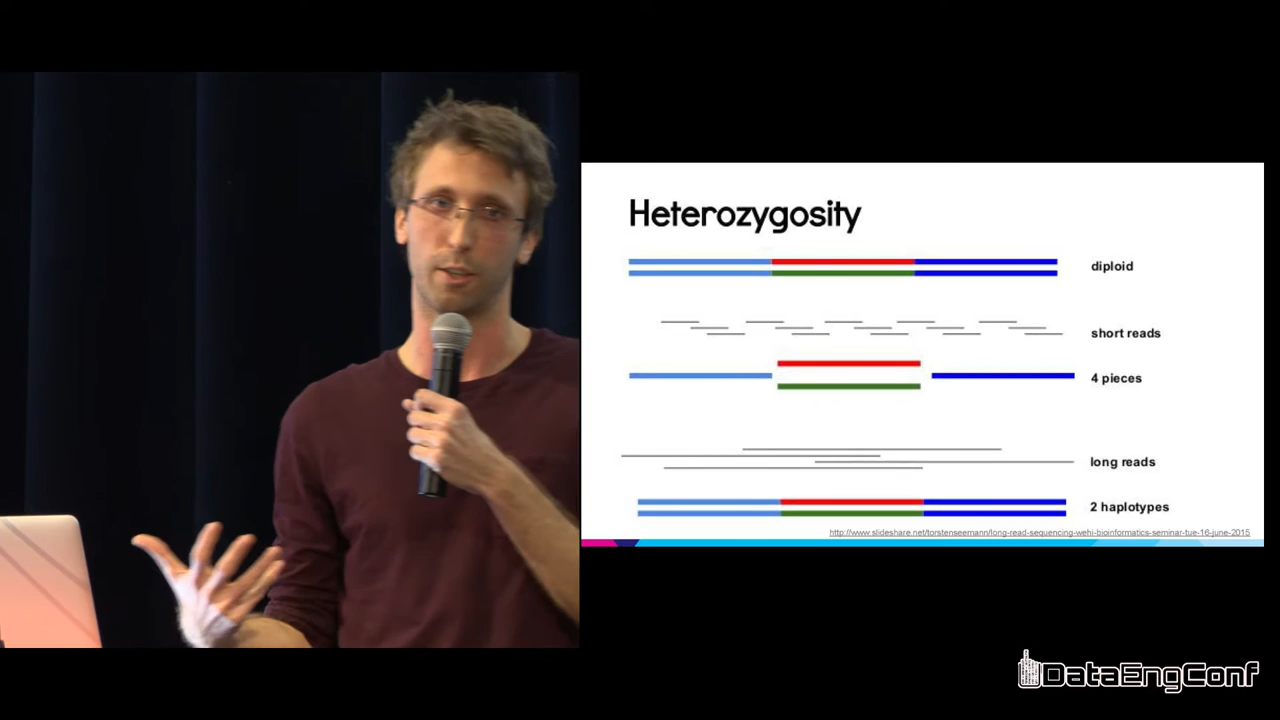 Heterozygosity
diploid
short reads
4 pieces
long reads
2 haplotypes
http://www.slideshare.net/torstenseemann/long-read-sequencing-wehi-bioinformatics-seminar-tue-16-june-2015
DataEngConf